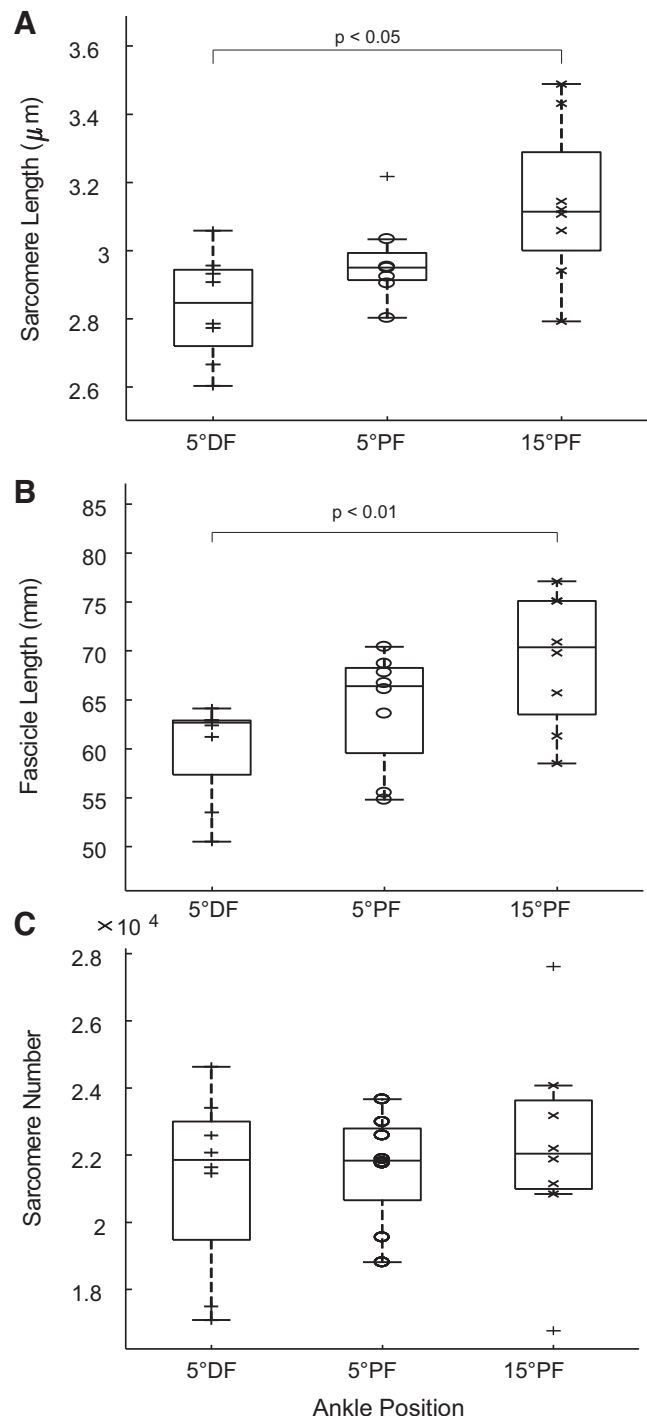 A
p < 0.05
3.6
3.4
3.2
3
2.8
2.6
Sarcomere Length (μm)
5°DF 5°PF 15°PF
B
p < 0.01
85
80
75
70
65
60
55
50
Fascicle Length (mm)
5°DF 5°PF 15°PF
C
×10 4
2.8
2.6
2.4
2.2
2
1.8
Sarcomere Number
5°DF 5°PF 15°PF
Ankle Position